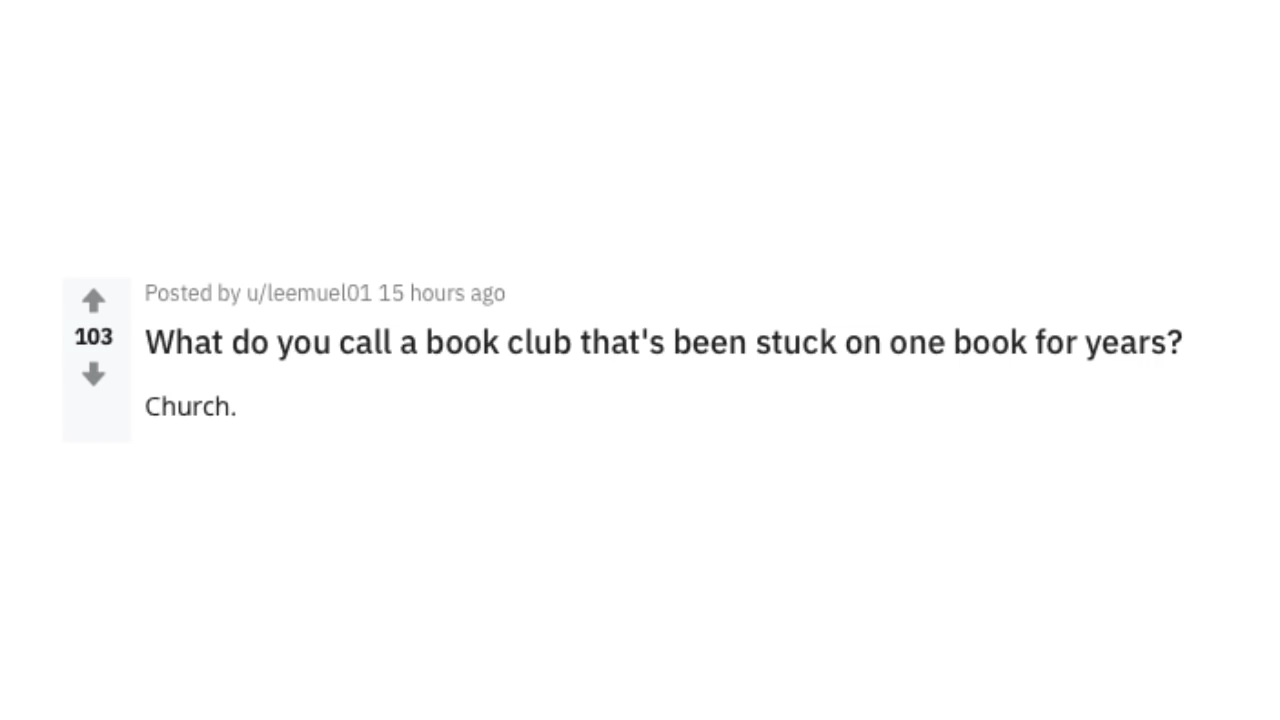 Posted by u/leemuel01 15 hours ago
103
What do you call a book club that's been stuck on one book for years?
Church.